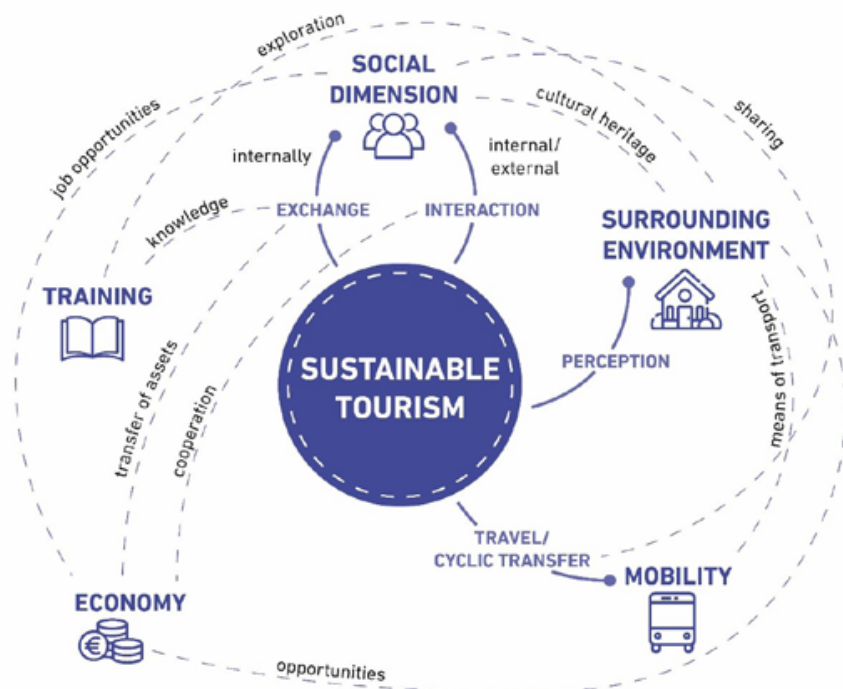 exploration
SOCIAL
DIMENSION
sharing
job opportunities
cultural heritage
internally
internal/
external
knowledge
EXCHANGE
INTERACTION
SURROUNDING
ENVIRONMENT
TRAINING
SUSTAINABLE
TOURISM
PERCEPTION
means of transport
transfer of assets
cooperation
TRAVEL/
CYCLIC TRANSFER
MOBILITY
ECONOMY
€
opportunities